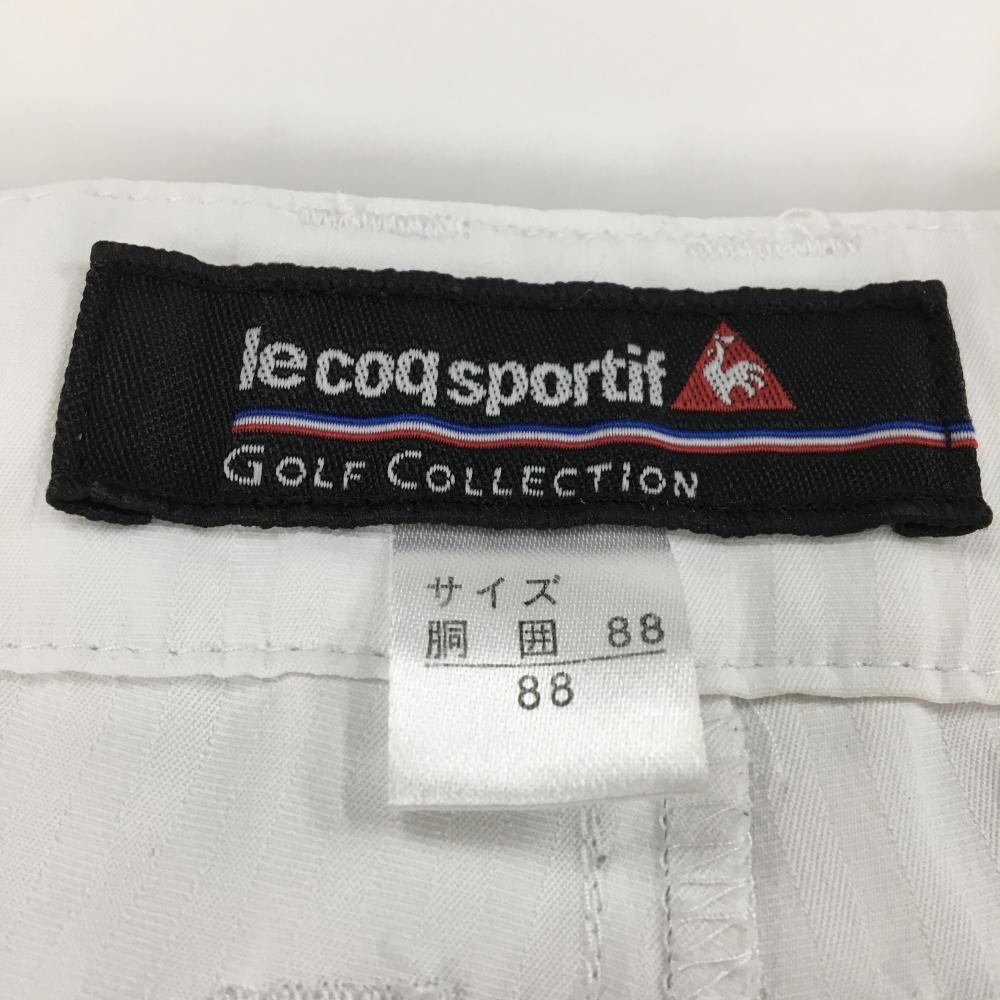 le coq sportif
GOLF COLLECTION
サイズ
胴 囲 88
88